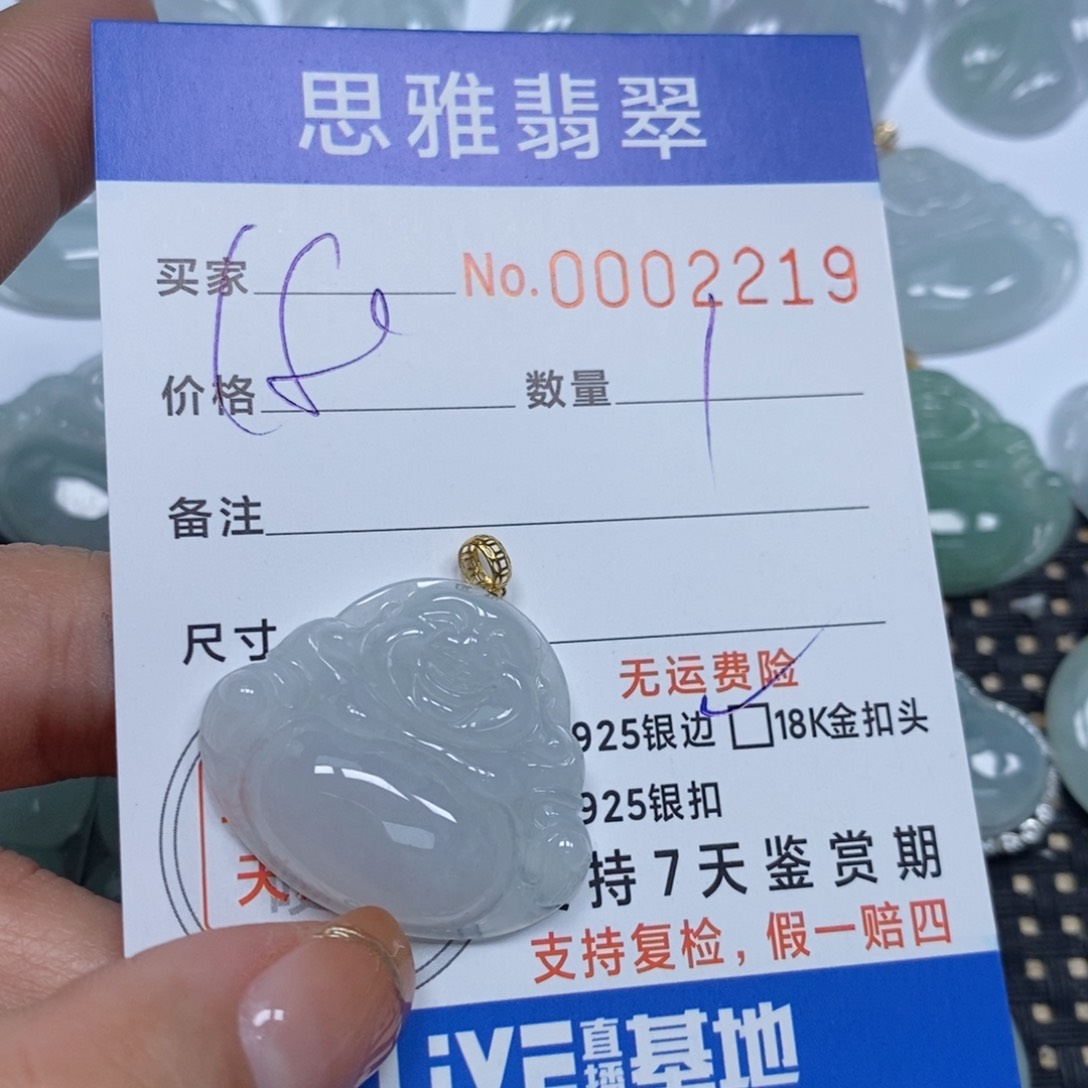 思雅翡翠
买家 No.0002219
价格 数量 1
备注
尺寸
无运费险
925银边 □18K金扣头
925银扣
持7天鉴赏期
天
支持复检，假一赔四
直播基地